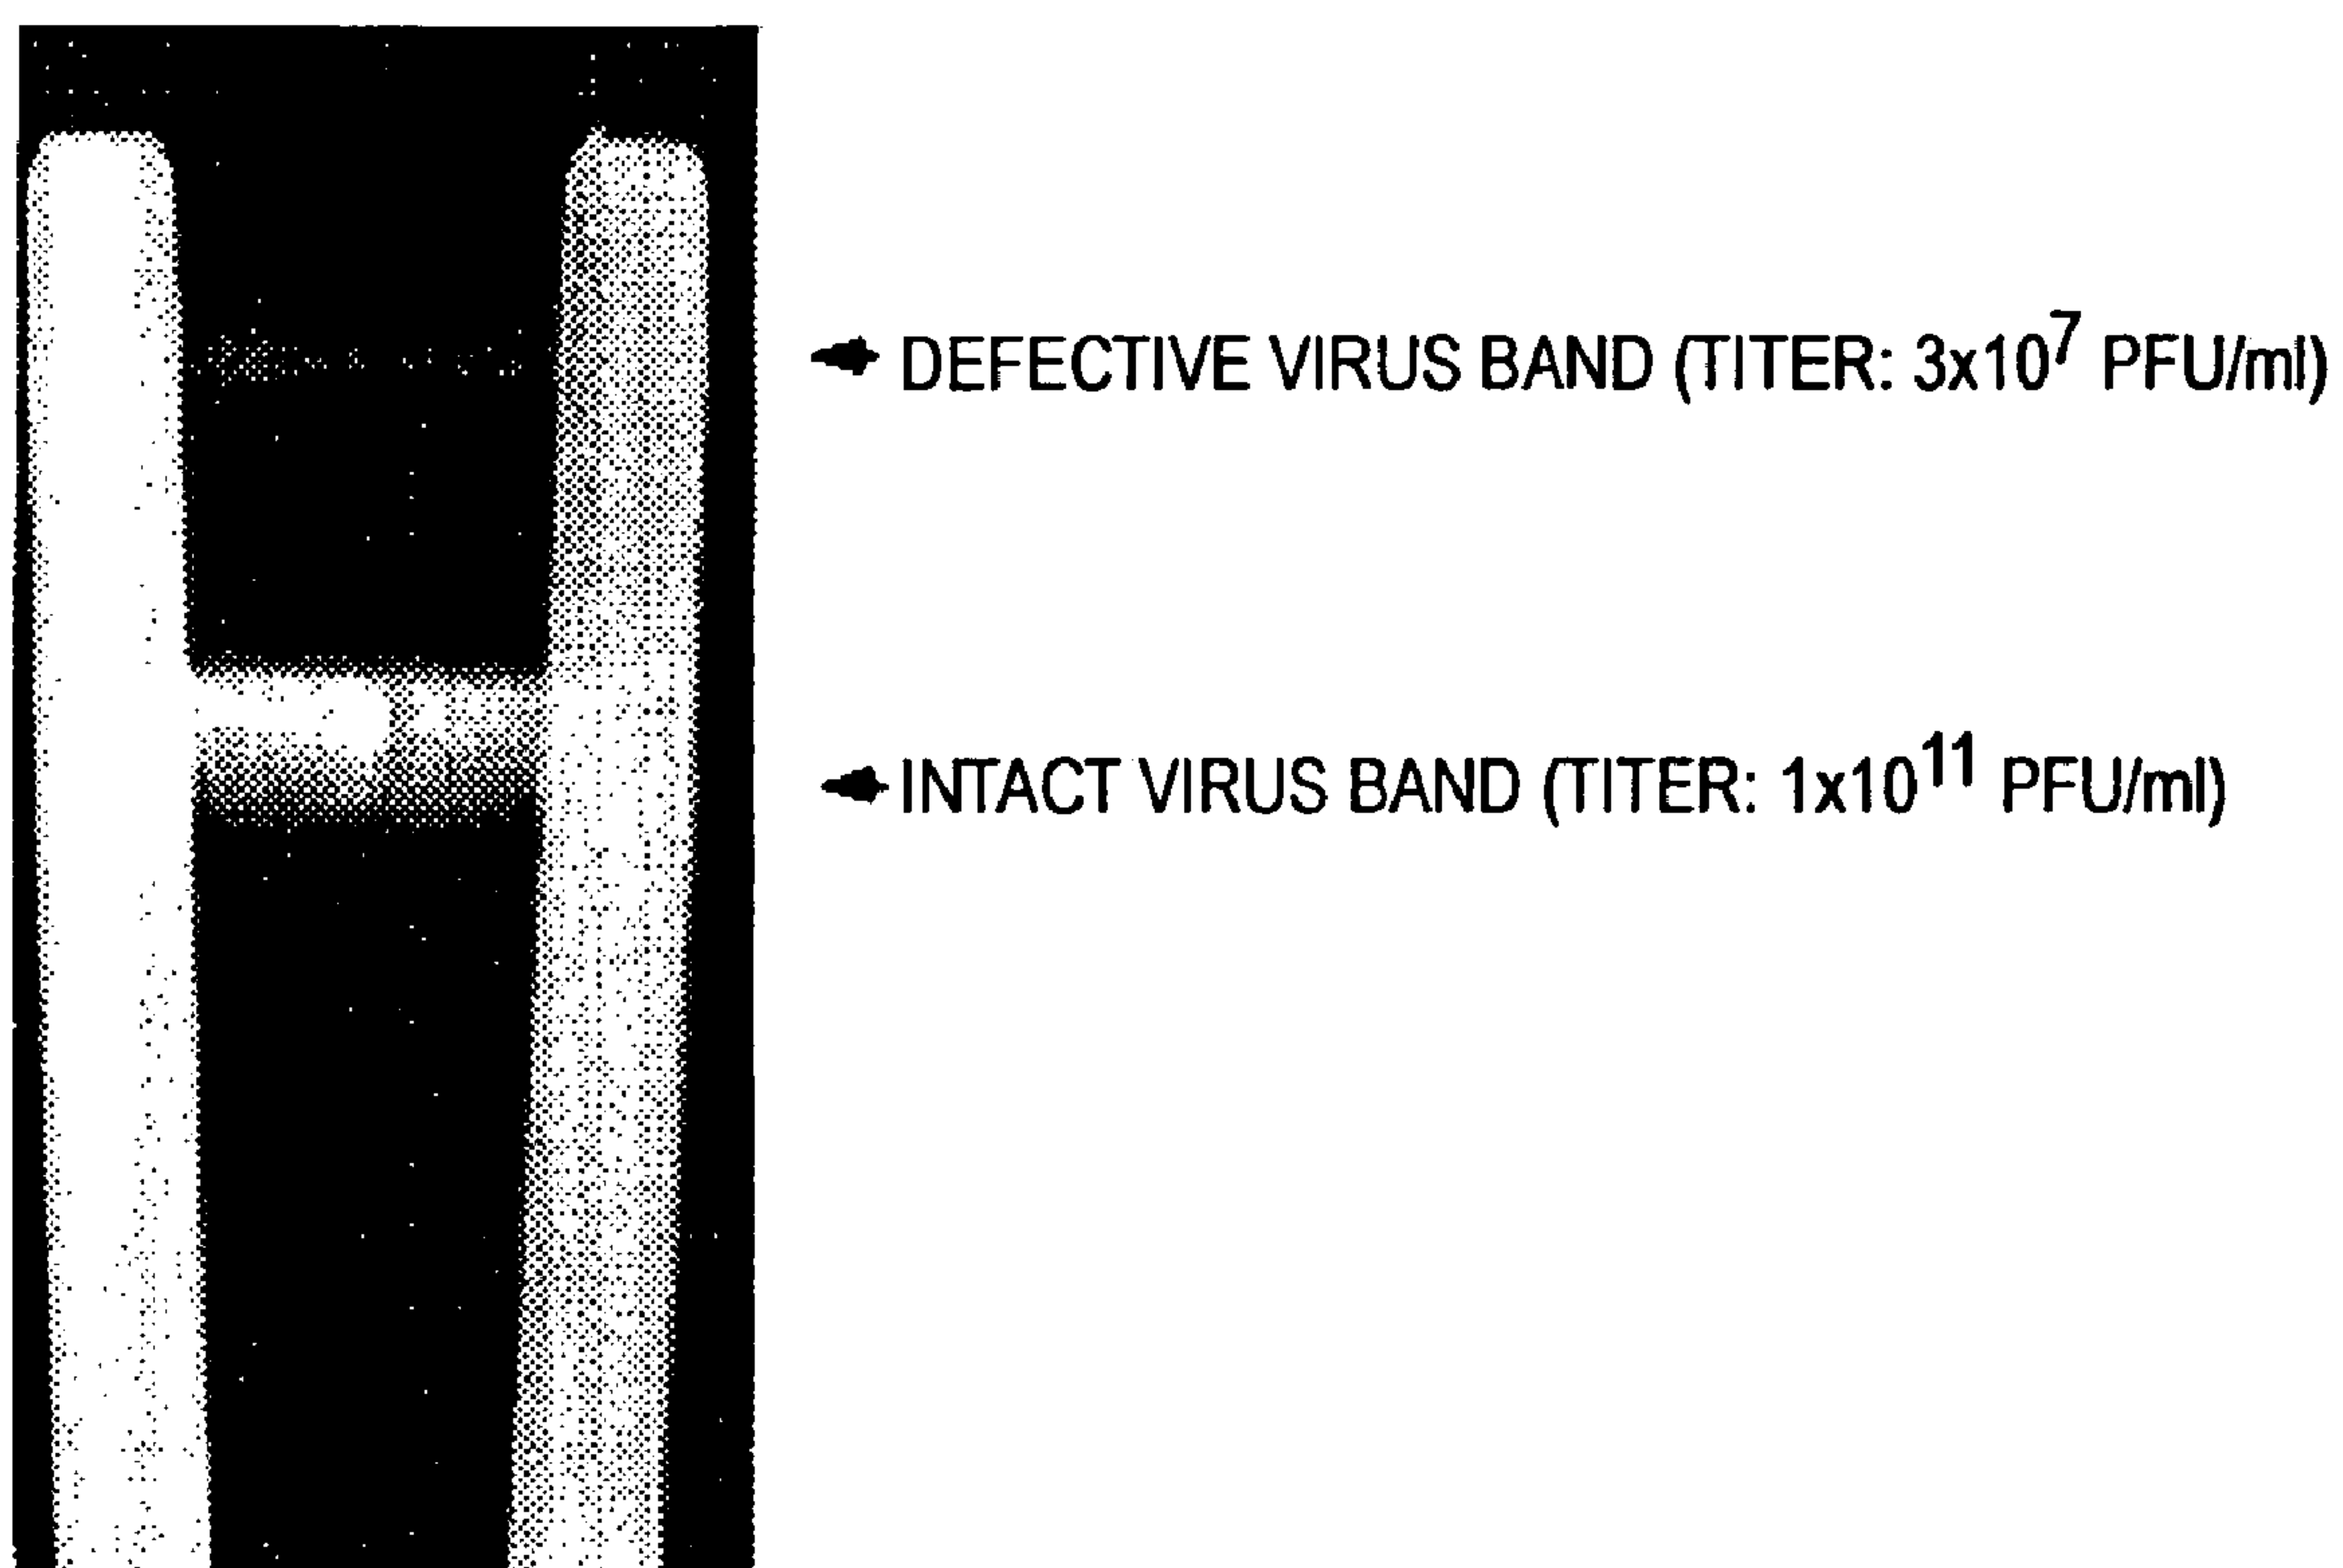 DEFECTIVE VIRUS BAND (TITER: 3x10⁷ PFU/ml)
INTACT VIRUS BAND (TITER: 1x10¹¹ PFU/ml)